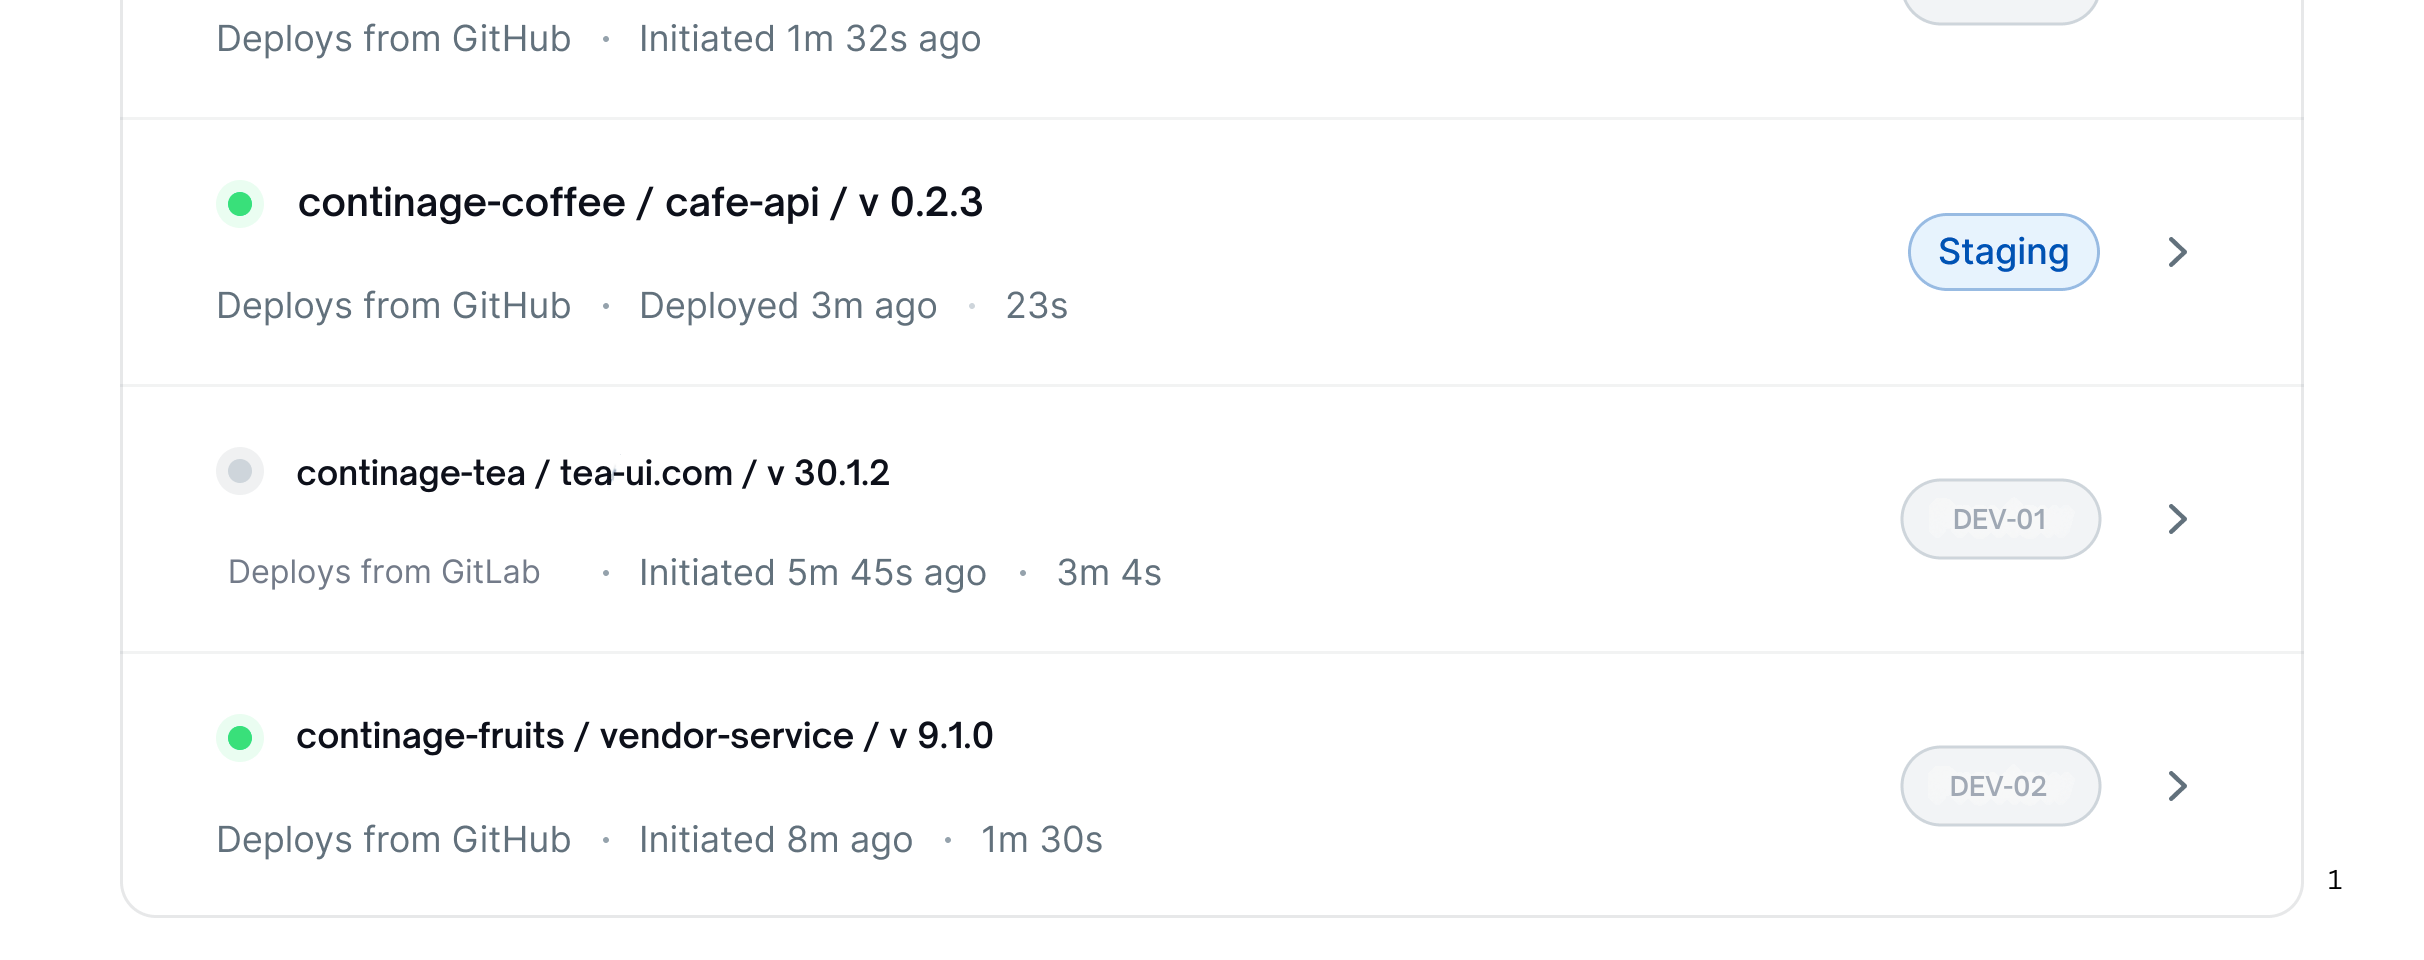 Deploys from GitHub · Initiated 1m 32s ago
continage-coffee / cafe-api / v 0.2.3
Staging
Deploys from GitHub · Deployed 3m ago · 23s
continage-tea / tea-ui.com / v 30.1.2
DEV-01
Deploys from GitLab · Initiated 5m 45s ago · 3m 4s
continage-fruits / vendor-service / v 9.1.0
DEV-02
Deploys from GitHub · Initiated 8m ago · 1m 30s
1